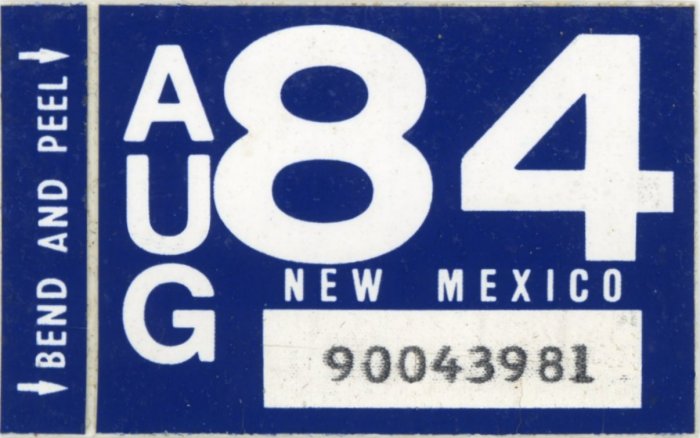 BEND AND PEEL
AUG
84
NEW MEXICO
90043981